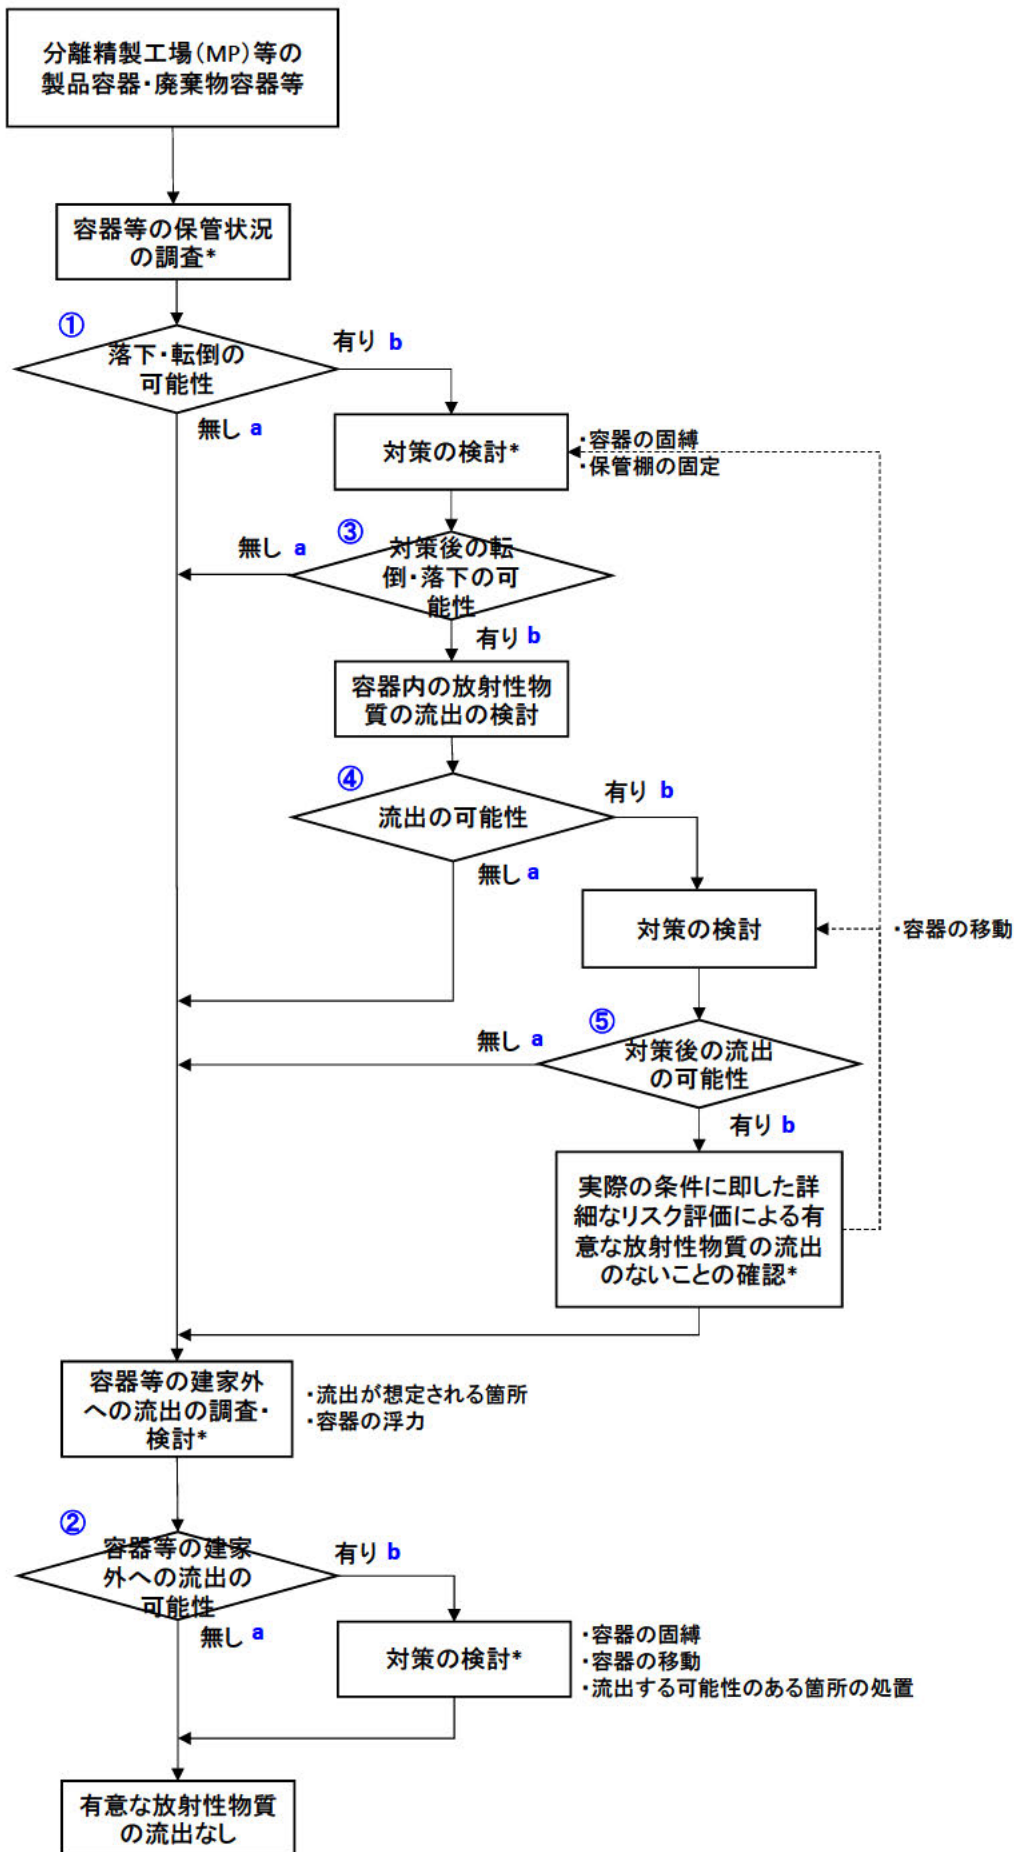 分離精製工場(MP)等の
製品容器・廃棄物容器等
容器等の保管状況
の調査*
①
落下・転倒の
可能性
有り b
無し a
対策の検討*
・容器の固縛
・保管棚の固定
③
対策後の転
倒・落下の可
能性
無し a
有り b
容器内の放射性物
質の流出の検討
④
流出の可能性
有り b
無し a
対策の検討
・容器の移動
⑤
対策後の流出
の可能性
無し a
有り b
実際の条件に即した詳
細なリスク評価による有
意な放射性物質の流出
のないことの確認*
容器等の建家外
への流出の調査・
検討*
・流出が想定される箇所
・容器の浮力
②
容器等の建家
外への流出の
可能性
有り b
無し a
対策の検討*
・容器の固縛
・容器の移動
・流出する可能性のある箇所の処置
有意な放射性物質
の流出なし